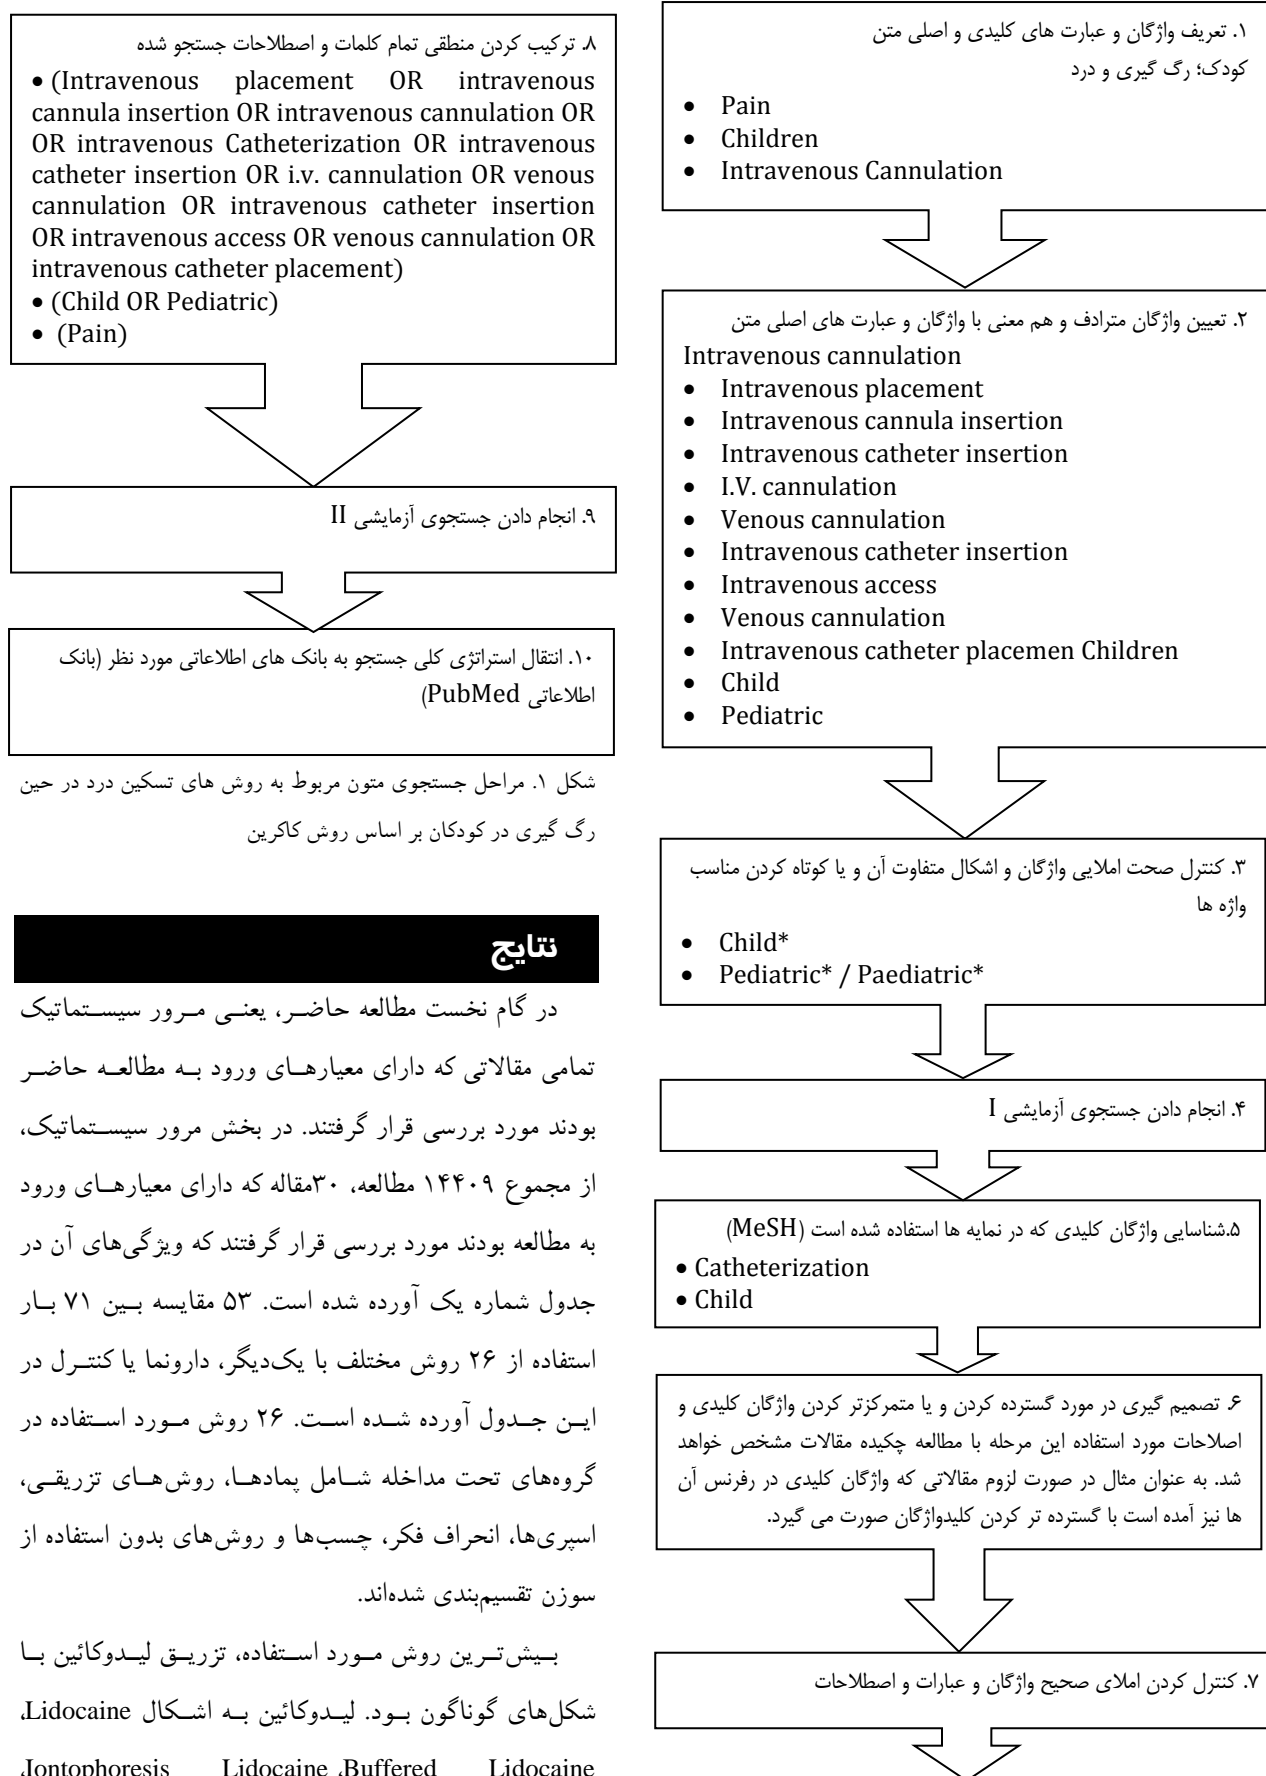 ۱. تعریف واژگان و عبارت های کلیدی و اصلی متن
کودک؛ رگ گیری و درد
• Pain
• Children
• Intravenous Cannulation
۲. تعیین واژگان مترادف و هم معنی با واژگان و عبارت های اصلی متن
Intravenous cannulation
• Intravenous placement
• Intravenous cannula insertion
• Intravenous catheter insertion
• I.V. cannulation
• Venous cannulation
• Intravenous catheter insertion
• Intravenous access
• Venous cannulation
• Intravenous catheter placemen Children
• Child
• Pediatric
۳. کنترل صحت املایی واژگان و اشکال متفاوت آن و یا کوتاه کردن مناسب
واژه ها
• Child*
• Pediatric* / Paediatric*
۴. انجام دادن جستجوی آزمایشی I
۵.شناسایی واژگان کلیدی که در نمایه ها استفاده شده است (MeSH)
• Catheterization
• Child
۶. تصمیم گیری در مورد گسترده کردن و یا متمرکزتر کردن واژگان کلیدی و
اصلاحات مورد استفاده این مرحله با مطالعه چکیده مقالات مشخص خواهد
شد. به عنوان مثال در صورت لزوم مقالاتی که واژگان کلیدی در رفرنس آن
ها نیز آمده است با گسترده تر کردن کلیدواژگان صورت می گیرد.
۷. کنترل کردن املای صحیح واژگان و عبارات و اصطلاحات
۸. ترکیب کردن منطقی تمام کلمات و اصطلاحات جستجو شده
• (Intravenous placement OR intravenous
cannula insertion OR intravenous cannulation OR
OR intravenous Catheterization OR intravenous
catheter insertion OR i.v. cannulation OR venous
cannulation OR intravenous catheter insertion
OR intravenous access OR venous cannulation OR
intravenous catheter placement)
• (Child OR Pediatric)
• (Pain)
۹. انجام دادن جستجوی آزمایشی II
۱۰. انتقال استراتژی کلی جستجو به بانک های اطلاعاتی مورد نظر (بانک
اطلاعاتی PubMed)
شکل ۱. مراحل جستجوی متون مربوط به روش های تسکین درد در حین
رگ گیری در کودکان بر اساس روش کاکرین
نتایج
در گام نخست مطالعه حاضر، یعنی مرور سیستماتیک
تمامی مقالاتی که دارای معیارهای ورود به مطالعه حاضر
بودند مورد بررسی قرار گرفتند. در بخش مرور سیستماتیک،
از مجموع ۱۴۴۰۹ مطالعه، ۳۰مقاله که دارای معیارهای ورود
به مطالعه بودند مورد بررسی قرار گرفتند که ویژگی‌های آن در
جدول شماره یک آورده شده است. ۵۳ مقایسه بین ۷۱ بار
استفاده از ۲۶ روش مختلف با یک‌دیگر، دارونما یا کنترل در
این جدول آورده شده است. ۲۶ روش مورد استفاده در
گروه‌های تحت مداخله شامل پمادها، روش‌های تزریقی،
اسپری‌ها، انحراف فکر، چسب‌ها و روش‌های بدون استفاده از
سوزن تقسیم‌بندی شده‌اند.
بیش‌ترین روش مورد استفاده، تزریق لیدوکائین با
شکل‌های گوناگون بود. لیدوکائین به اشکال Lidocaine،
Lidocaine Buffered، Lidocaine Iontophoresis،